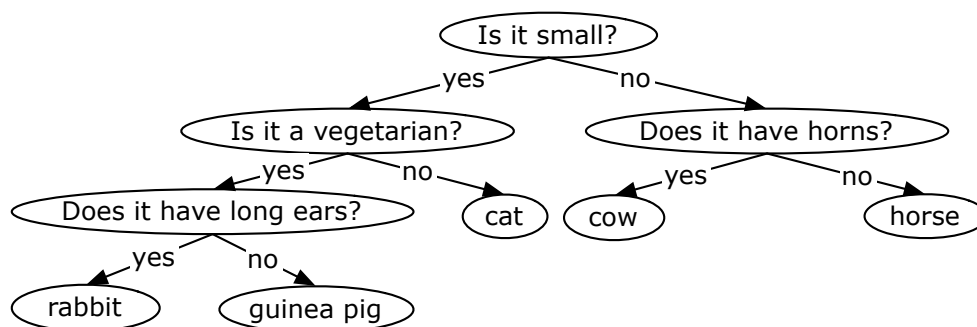 Is it small?
yes
no
Is it a vegetarian?
Does it have horns?
yes
no
yes
no
Does it have long ears?
cat
cow
horse
yes
no
rabbit
guinea pig